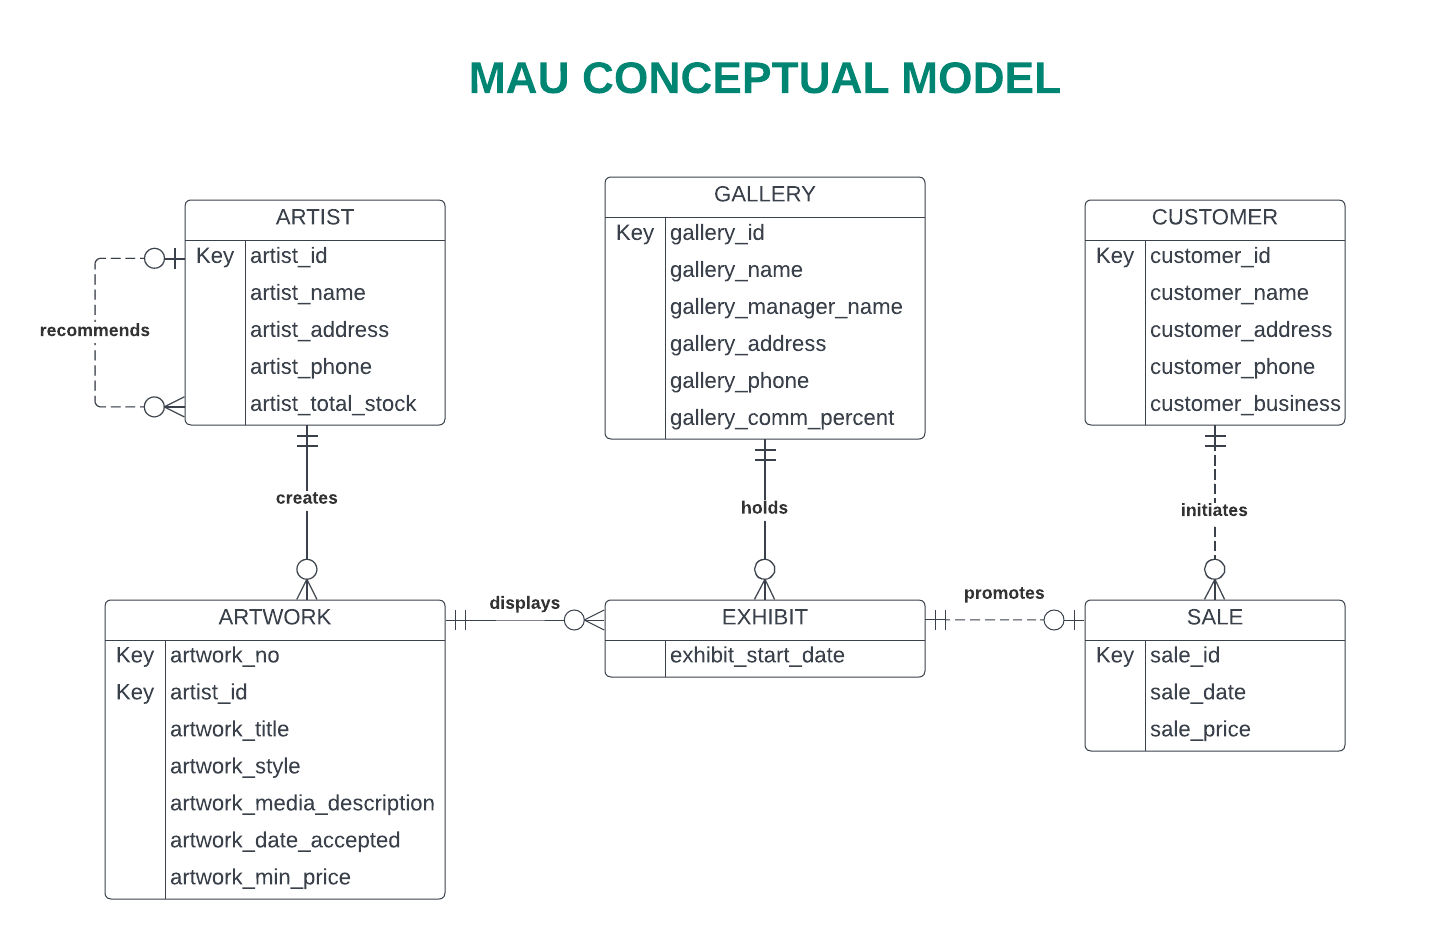 MAU CONCEPTUAL MODEL
ARTIST
Key artist_id
artist_name
artist_address
artist_phone
artist_total_stock
recommends
GALLERY
Key gallery_id
gallery_name
gallery_manager_name
gallery_address
gallery_phone
gallery_comm_percent
CUSTOMER
Key customer_id
customer_name
customer_address
customer_phone
customer_business
creates
holds
initiates
ARTWORK
Key artwork_no
Key artist_id
artwork_title
artwork_style
artwork_media_description
artwork_date_accepted
artwork_min_price
displays
EXHIBIT
exhibit_start_date
promotes
SALE
Key sale_id
sale_date
sale_price